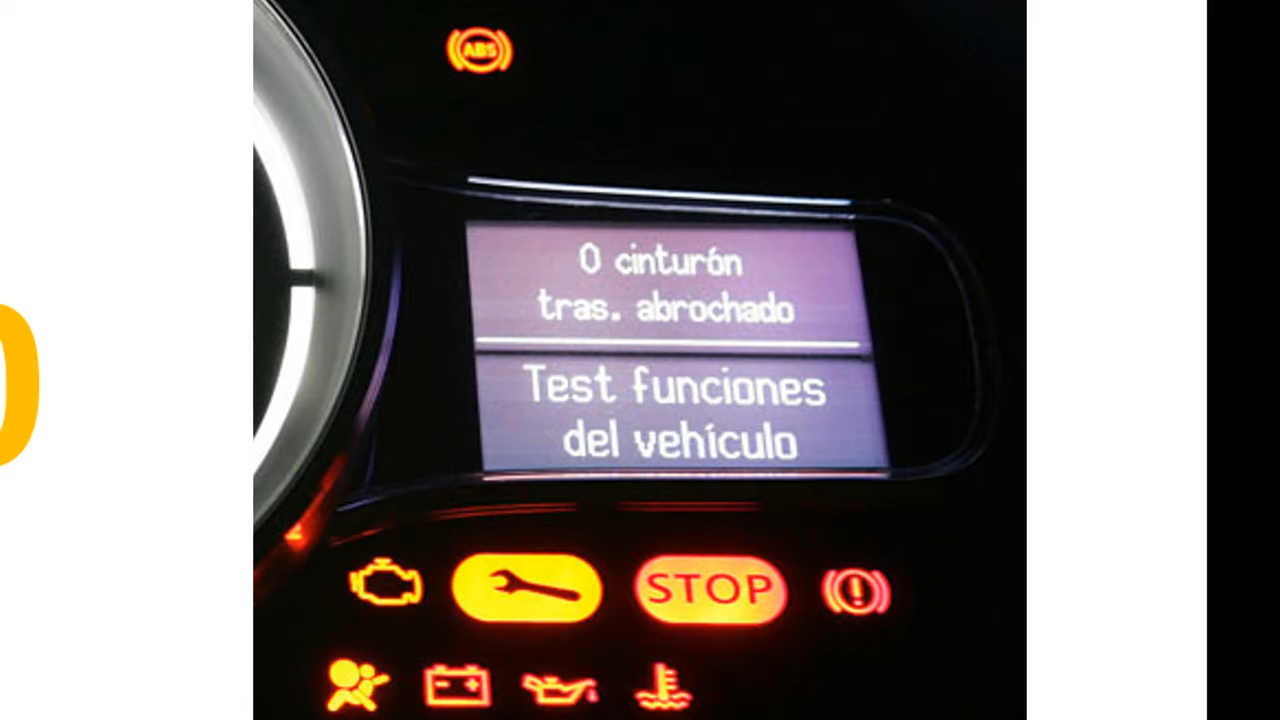 ABS
0 cinturón
tras. abrochado
Test funciones
del vehículo
STOP